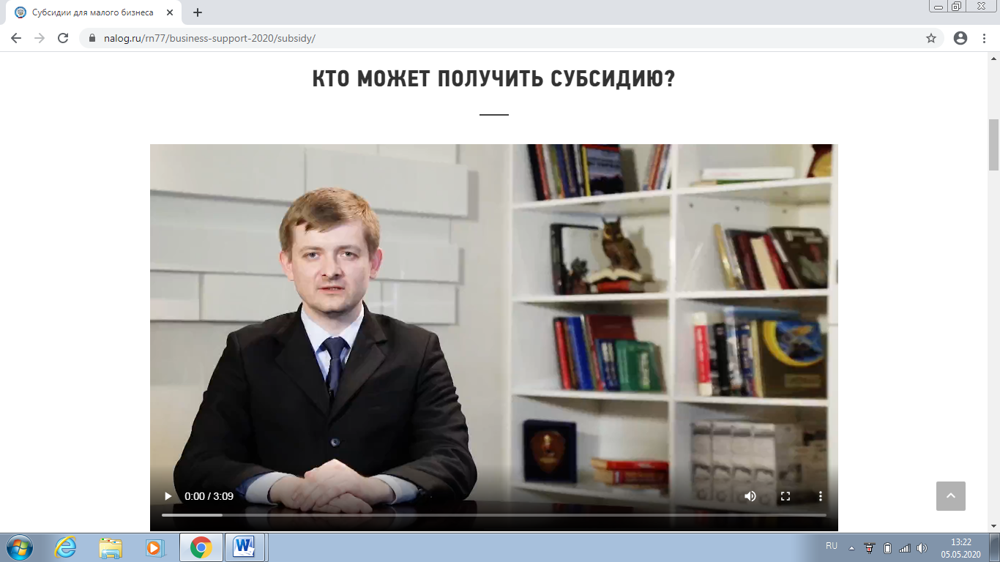 Субсидии для малого бизнеса
nalog.ru/rn77/business-support-2020/subsidy/
КТО МОЖЕТ ПОЛУЧИТЬ СУБСИДИЮ?
0:00 / 3:09
RU
13:22
05.05.2020